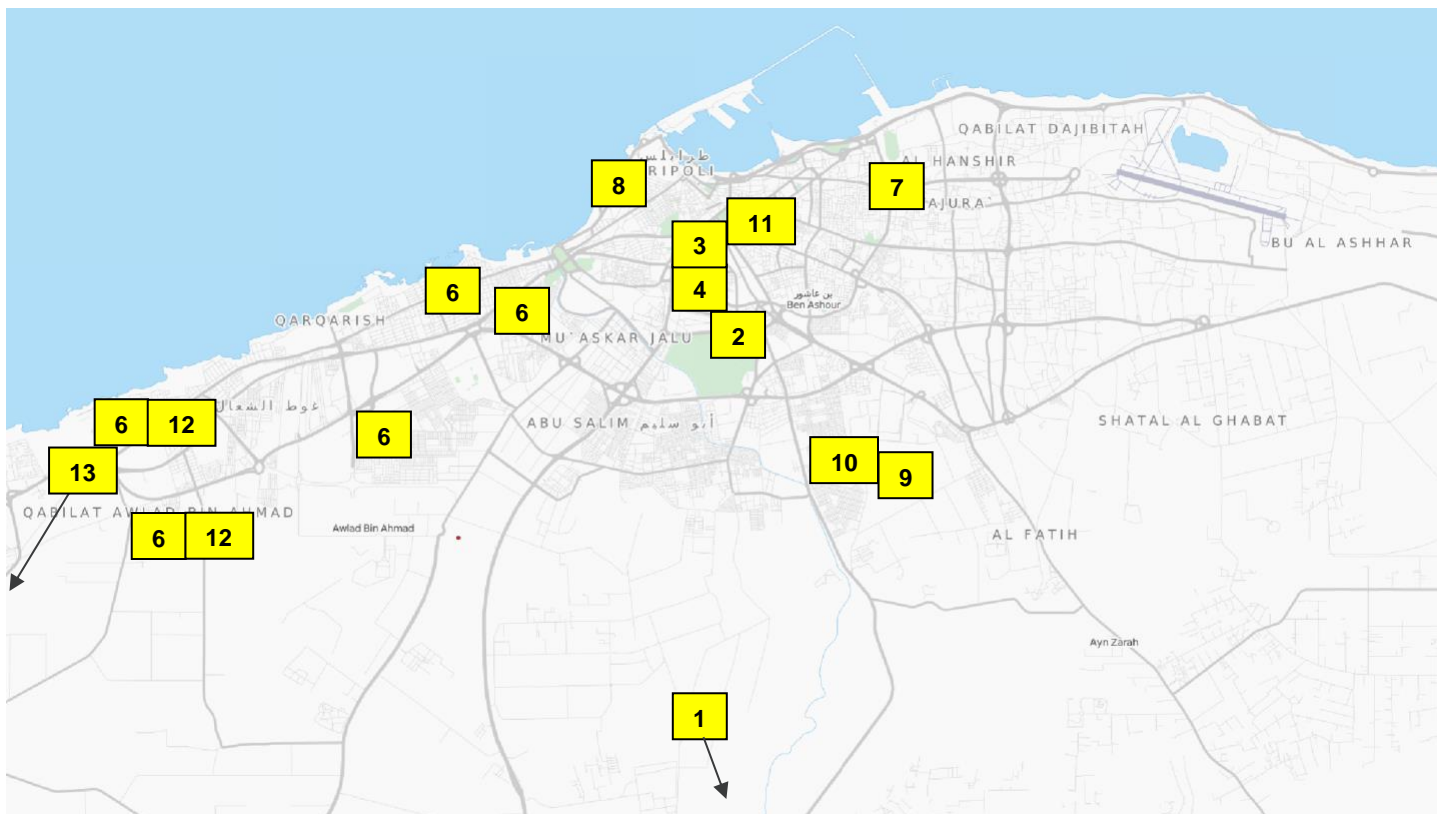 QABILAT DAJIBITAH
طرابلس
RIPOLI
AL HANSHIR
8
7
AJURA`
11
3
BU AL ASHHAR
6
4
بن عاشور
Ben Ashour
6
QARQARISH
2
MU`ASKAR JALU
6
12
غوط الشعال
6
ABU SALIM أبو سليم
SHATAL AL GHABAT
13
10
9
QABILAT AWLAD BIN AHMAD
Awlad Bin Ahmad
6
12
AL FATIH
Ayn Zarah
1